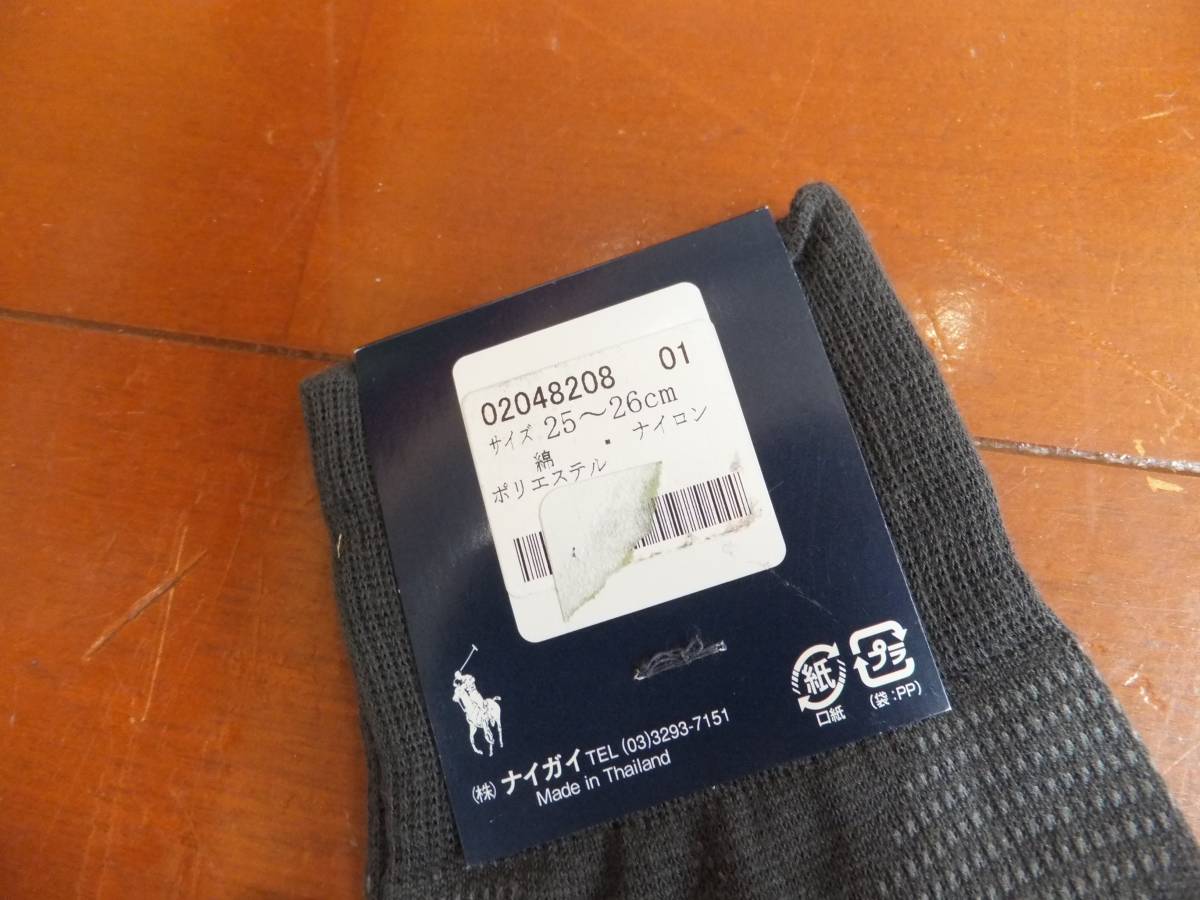 02048208 01
サイズ 25～26cm
綿 ・ ナイロン
ポリエステル
紙
プラ
口紙
(袋:PP)
(株) ナイガイ TEL (03)3293-7151
Made in Thailand